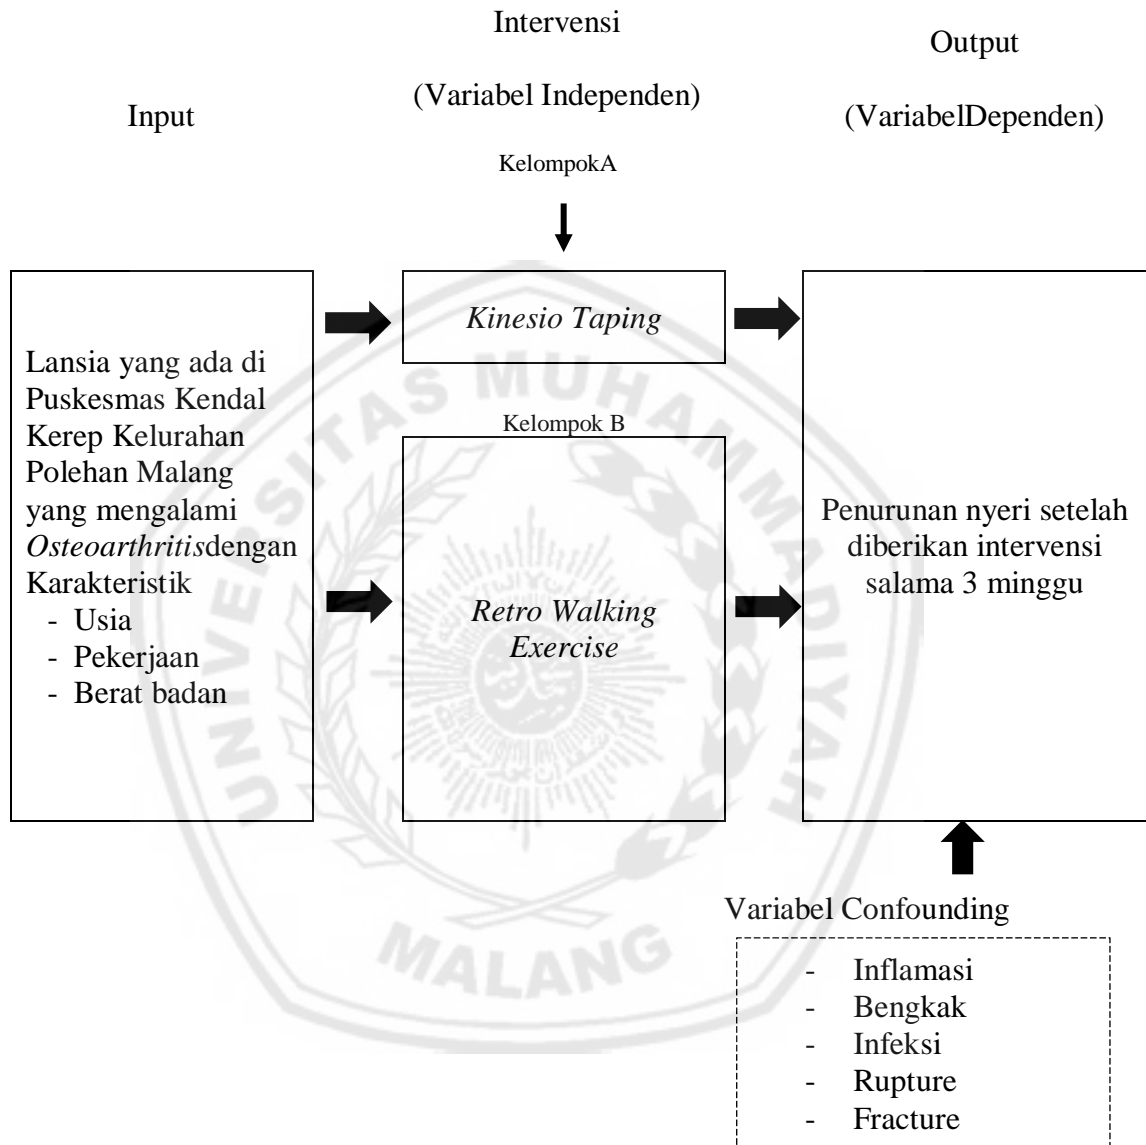 Intervensi
(Variabel Independen)
Output
(VariabelDependen)
Input
KelompokA
Kinesio Taping
Lansia yang ada di
Puskesmas Kendal
Kerep Kelurahan
Polehan Malang
yang mengalami
Osteoarthritisdengan
Karakteristik
- Usia
- Pekerjaan
- Berat badan
Kelompok B
Retro Walking
Exercise
Penurunan nyeri setelah
diberikan intervensi
salama 3 minggu
Variabel Confounding
- Inflamasi
- Bengkak
- Infeksi
- Rupture
- Fracture
UNIVERSITAS MUHAMMADIYAH
MALANG